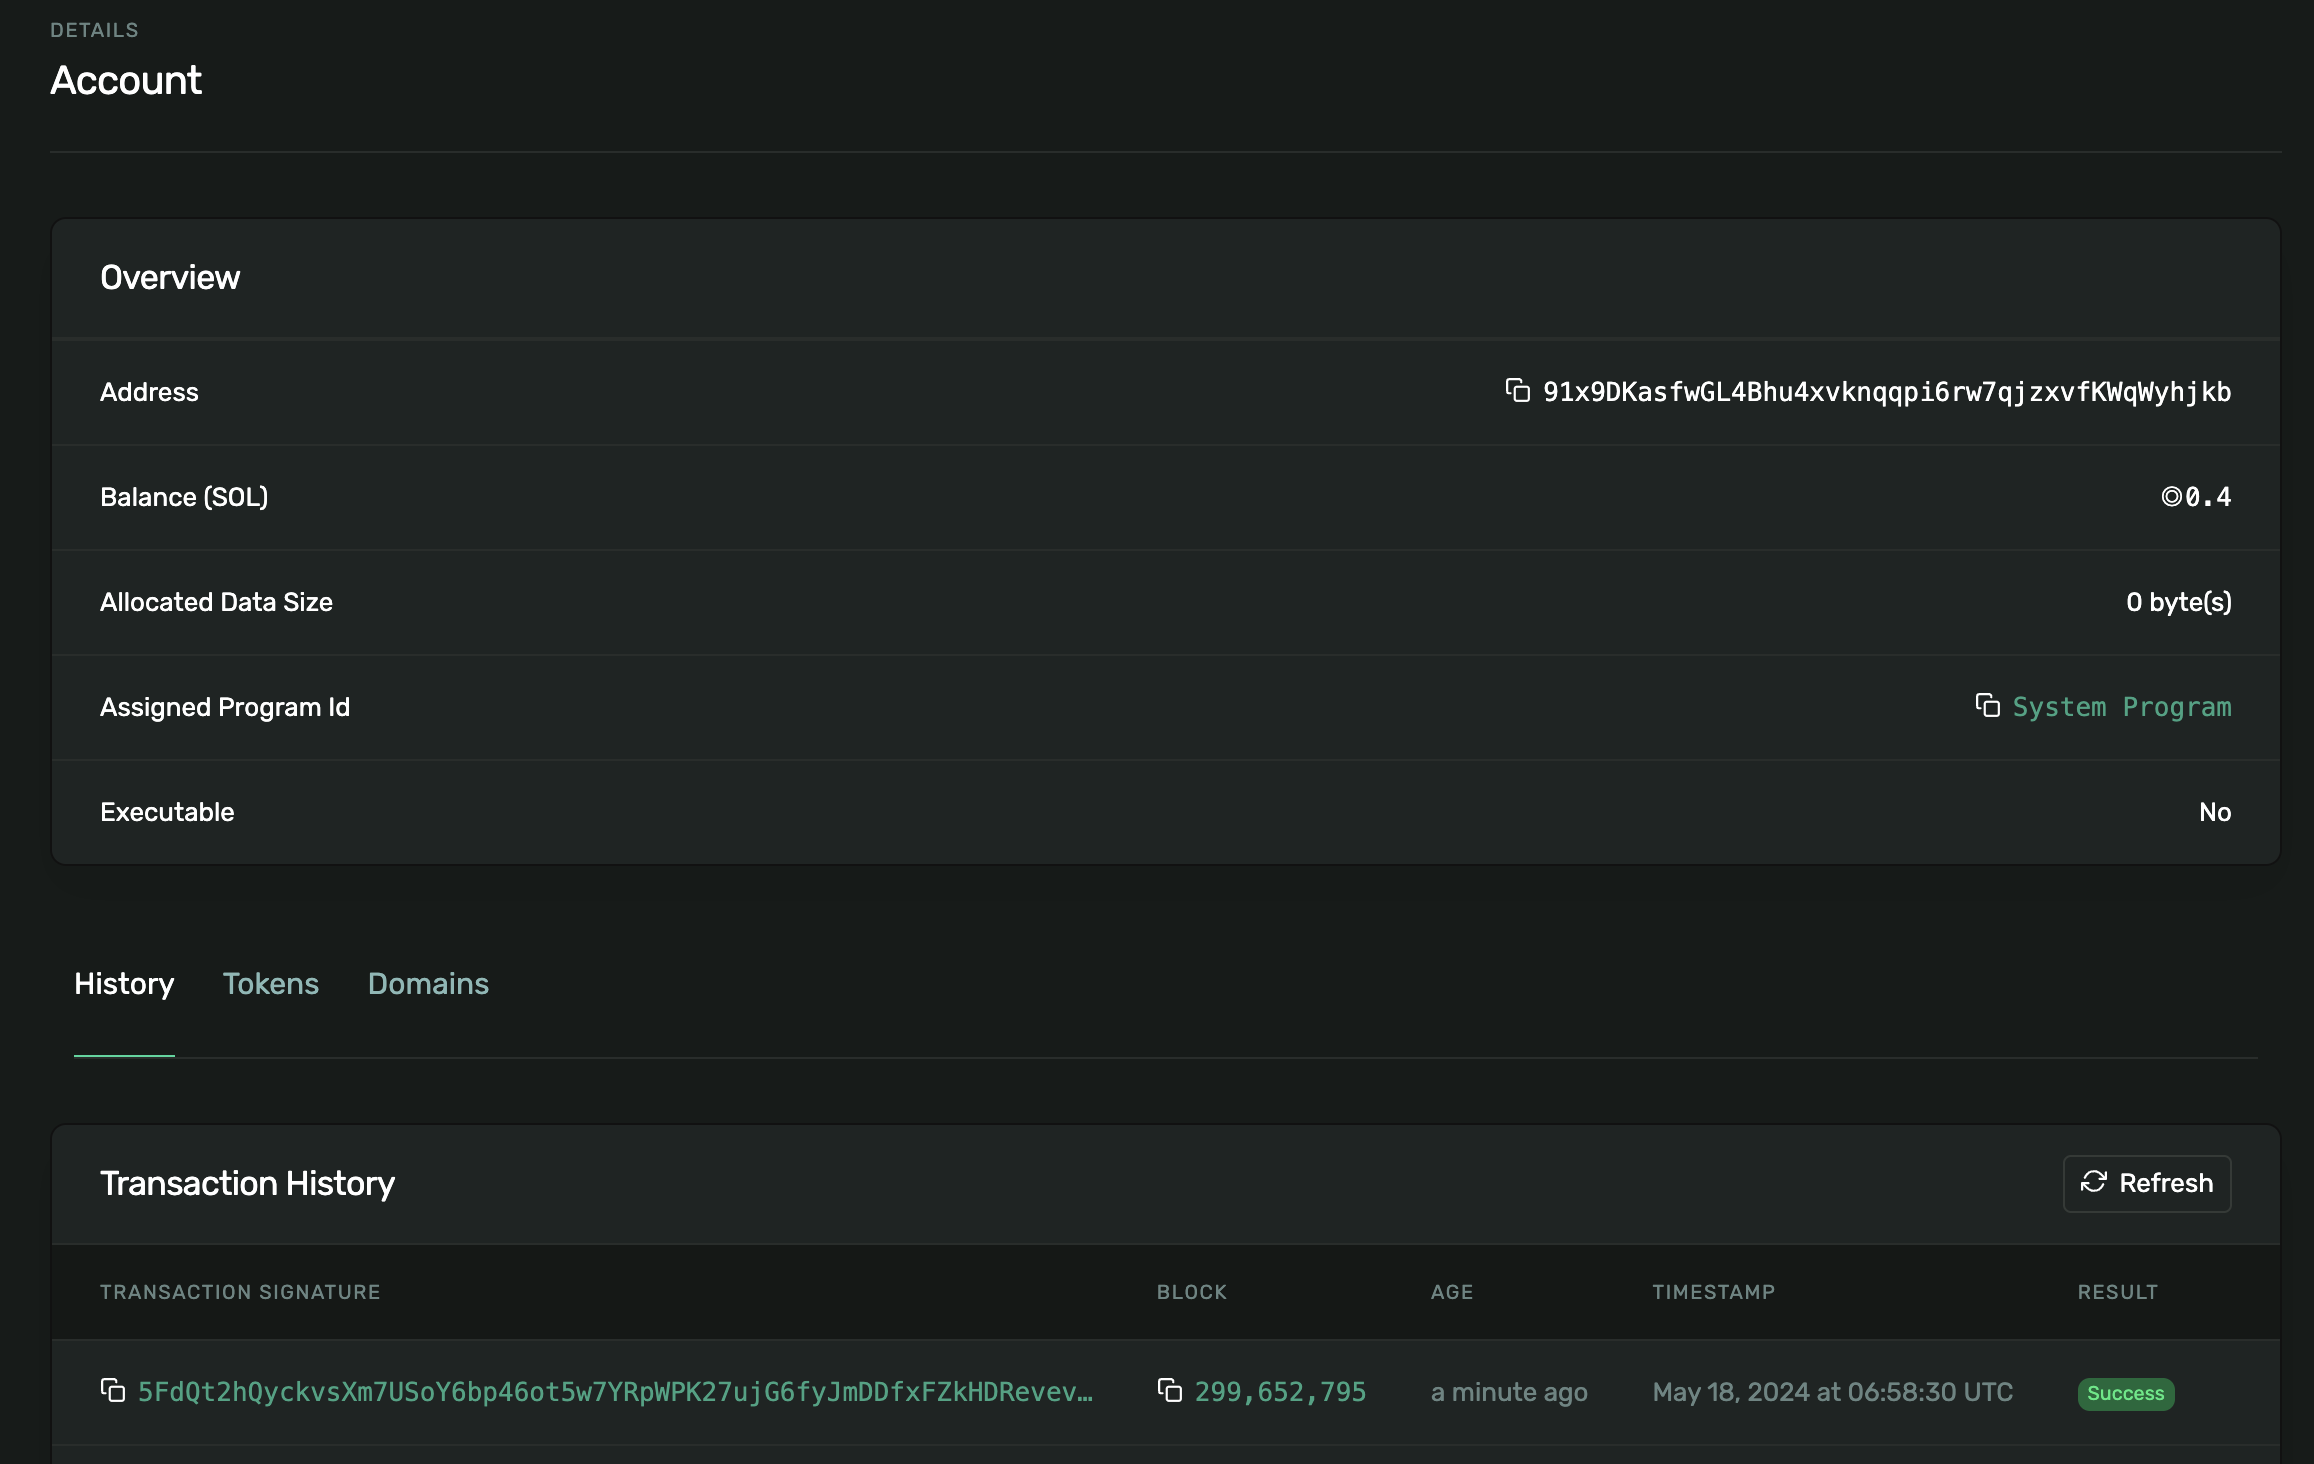 DETAILS
Account
Overview
Address 91x9DKasfwGL4Bhu4xvknqqpi6rw7qjzxvfKWqWyhjkb
Balance (SOL) ◎0.4
Allocated Data Size 0 byte(s)
Assigned Program Id System Program
Executable No
History Tokens Domains
Transaction History Refresh
TRANSACTION SIGNATURE BLOCK AGE TIMESTAMP RESULT
5FdQt2hQyckvsXm7USoY6bp46ot5w7YRpWPK27ujG6fyJmDDfxFZkHDRevev… 299,652,795 a minute ago May 18, 2024 at 06:58:30 UTC Success